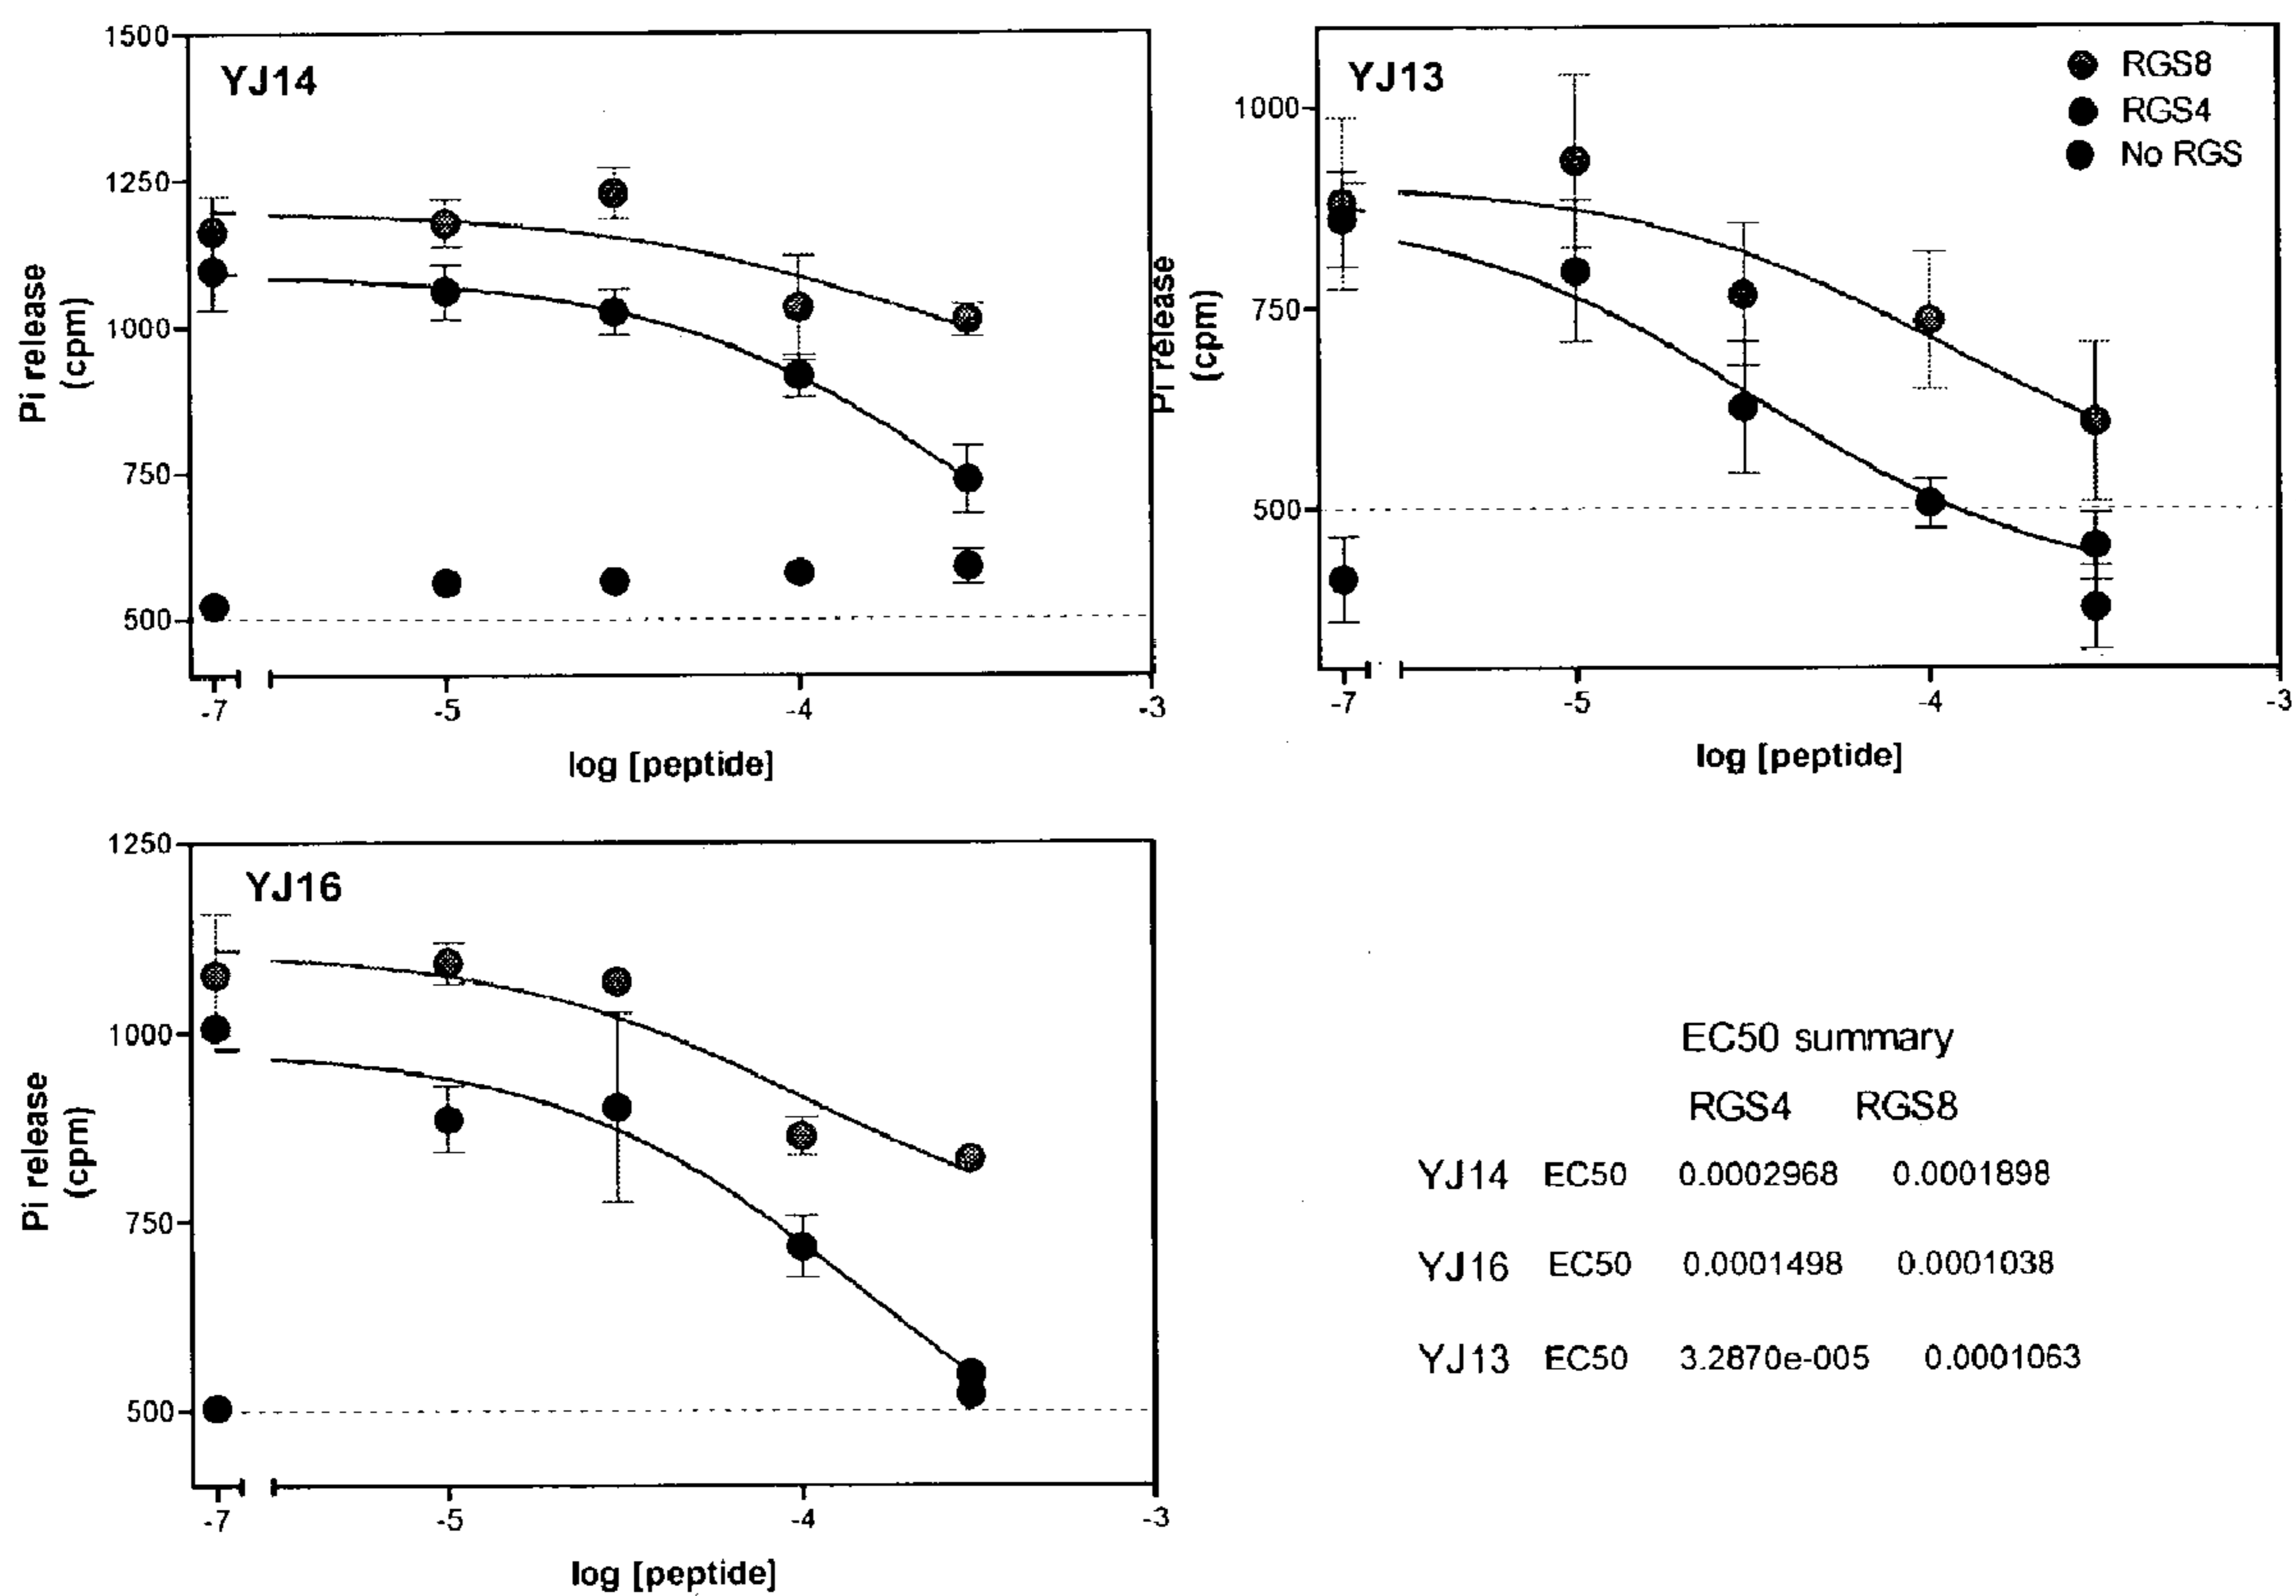 YJ14
1500
1250
1000
750
500
Pi release
(cpm)
-7
-5
-4
-3
log [peptide]
YJ13
RGS8
RGS4
No RGS
1000
750
500
Pi release
(cpm)
-7
-5
-4
-3
log [peptide]
YJ16
1250
1000
750
500
Pi release
(cpm)
-7
-5
-4
-3
log [peptide]
EC50 summary
RGS4 RGS8
YJ14 EC50 0.0002968 0.0001898
YJ16 EC50 0.0001498 0.0001038
YJ13 EC50 3.2870e-005 0.0001063